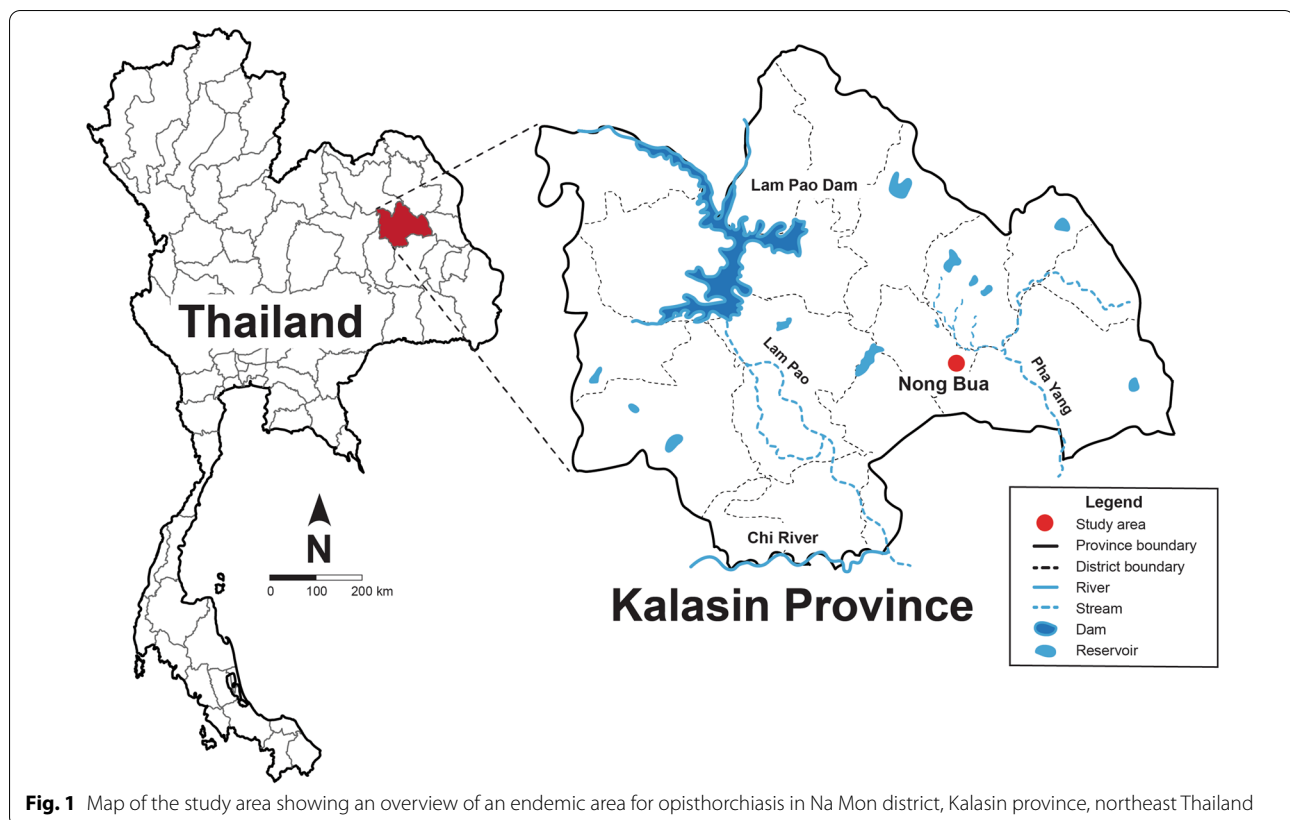 Thailand
N
0 100 200 km
Lam Pao Dam
Lam Pao
Nong Bua
Pha Yang
Chi River
Kalasin Province
Legend
Study area
Province boundary
District boundary
River
Stream
Dam
Reservoir
Fig. 1 Map of the study area showing an overview of an endemic area for opisthorchiasis in Na Mon district, Kalasin province, northeast Thailand